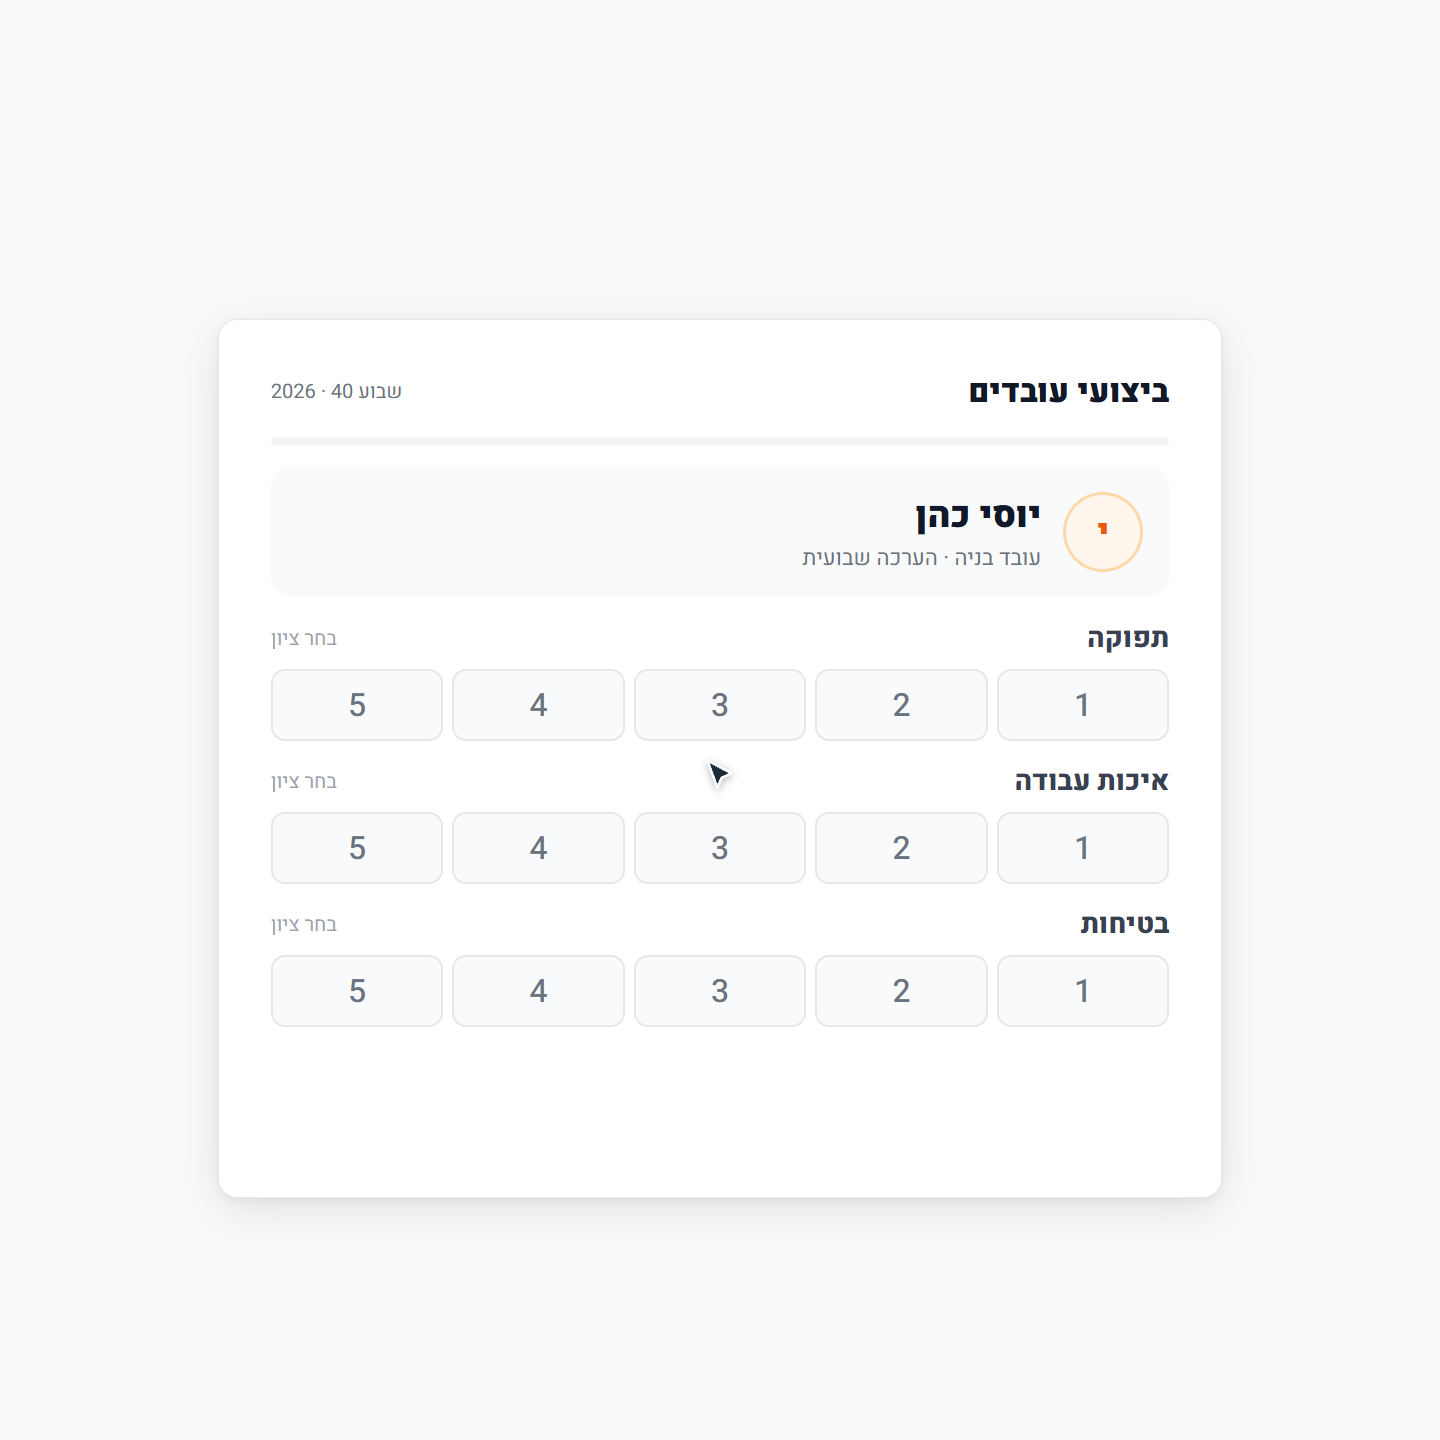 ביצועי עובדים
שבוע 40 · 2026
י
יוסי כהן
עובד בניה · הערכה שבועית
תפוקה
בחר ציון
1 2 3 4 5
איכות עבודה
בחר ציון
1 2 3 4 5
בטיחות
בחר ציון
1 2 3 4 5